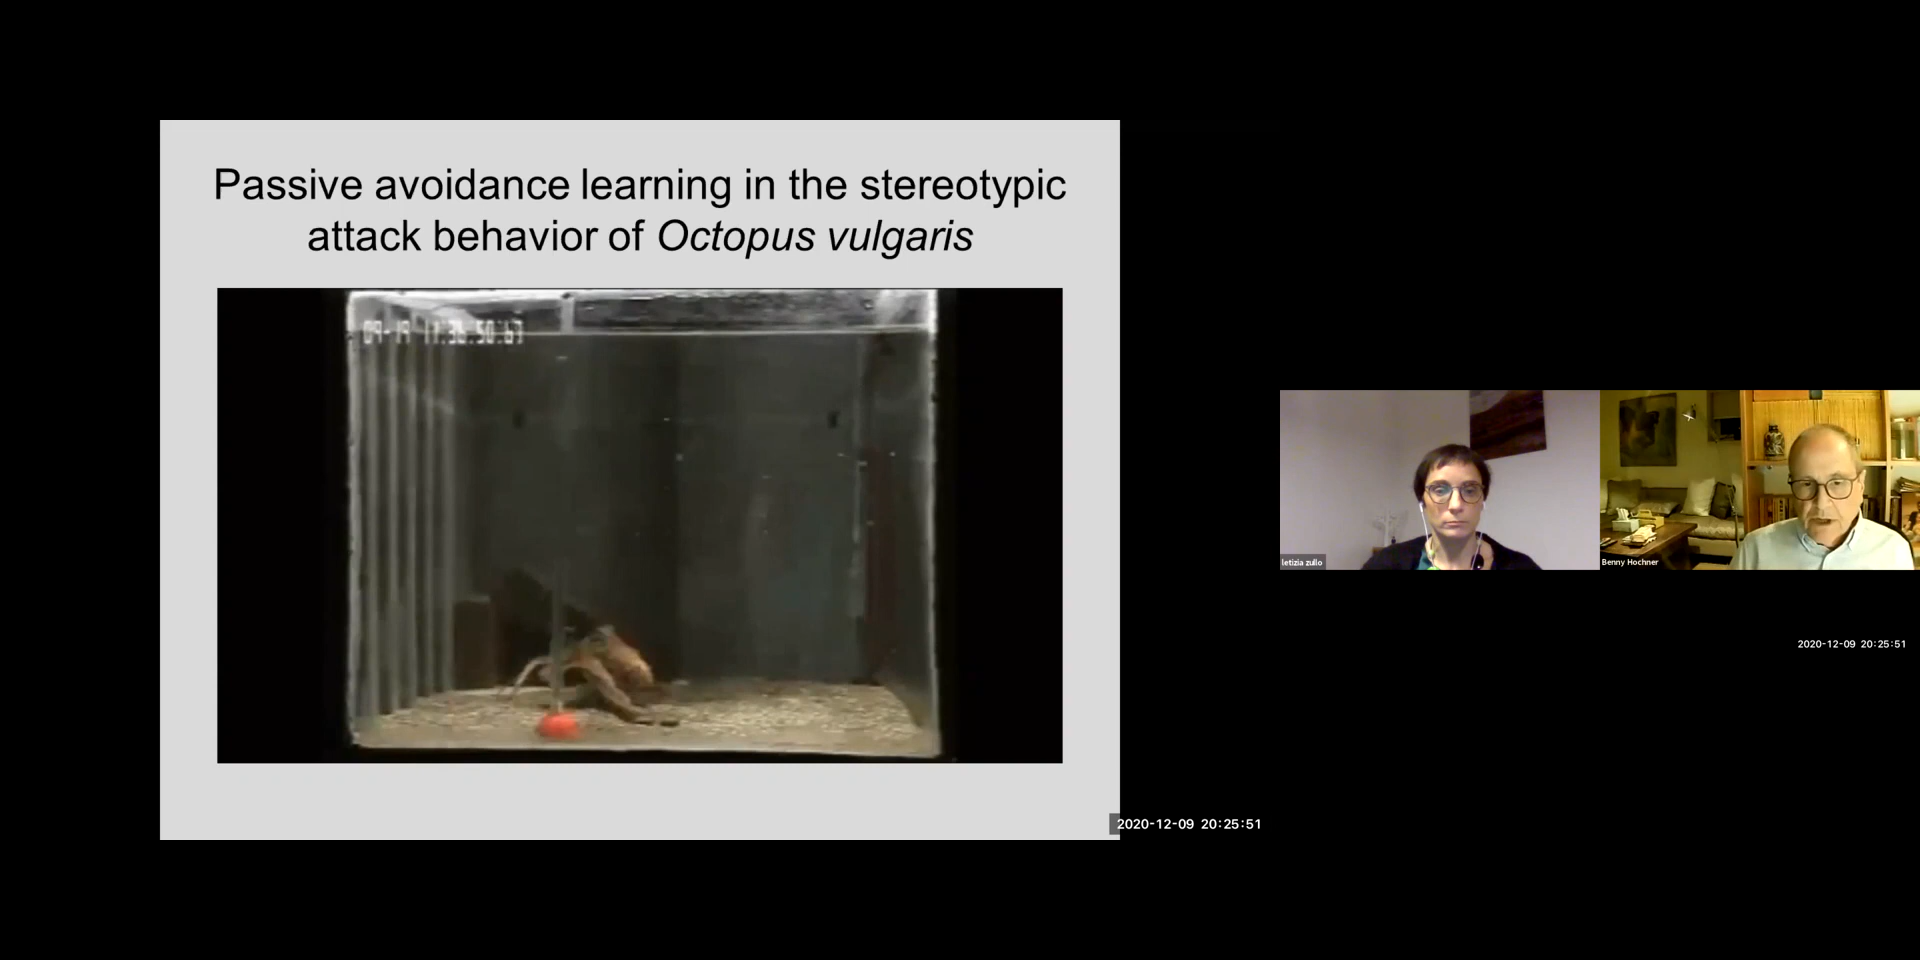 Passive avoidance learning in the stereotypic
attack behavior of Octopus vulgaris
letizia zullo
Benny Hochner
2020-12-09 20:25:51
2020-12-09 20:25:51